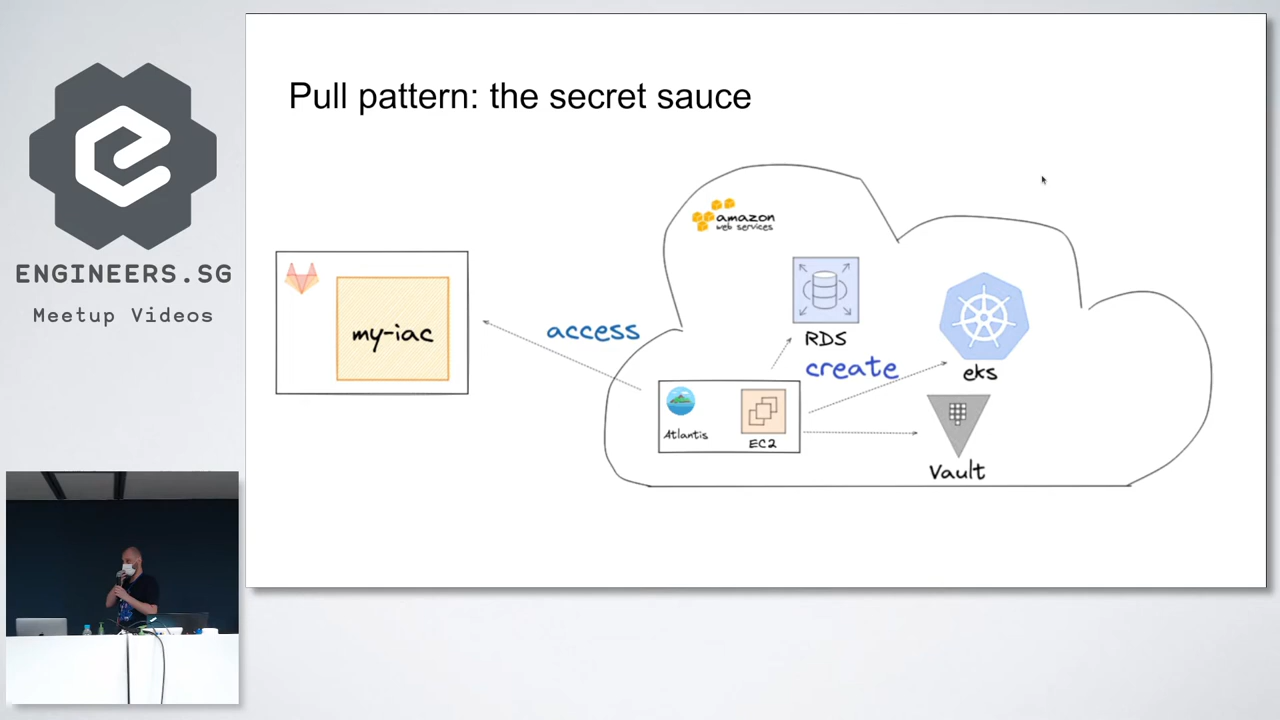 ENGINEERS.SG
Meetup Videos
Pull pattern: the secret sauce
amazon
web services
my-iac
access
RDS
create
eks
Atlantis
EC2
Vault